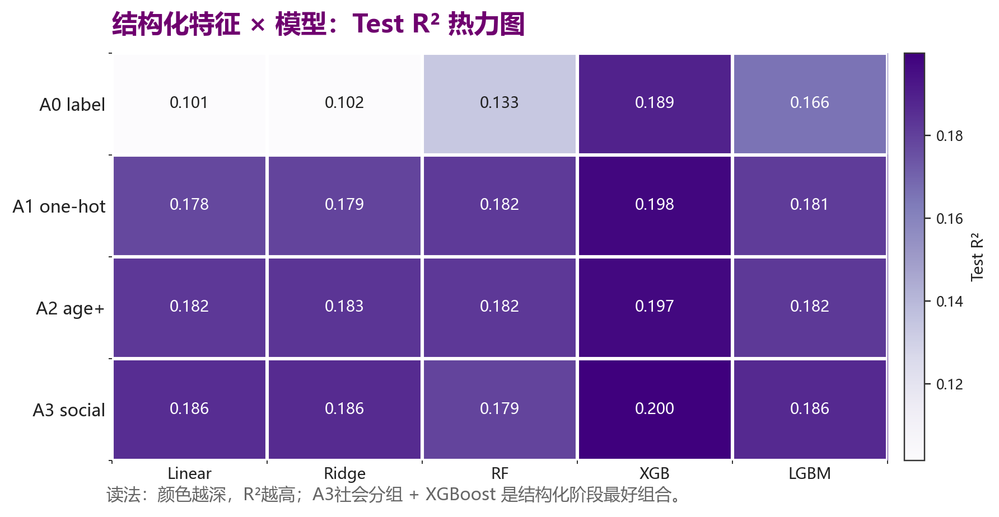 结构化特征 × 模型：Test R² 热力图
A0 label 0.101 0.102 0.133 0.189 0.166
A1 one-hot 0.178 0.179 0.182 0.198 0.181
A2 age+ 0.182 0.183 0.182 0.197 0.182
A3 social 0.186 0.186 0.179 0.200 0.186
Linear Ridge RF XGB LGBM
0.18
0.16
0.14
0.12
Test R²
读法：颜色越深，R²越高；A3社会分组 + XGBoost 是结构化阶段最好组合。